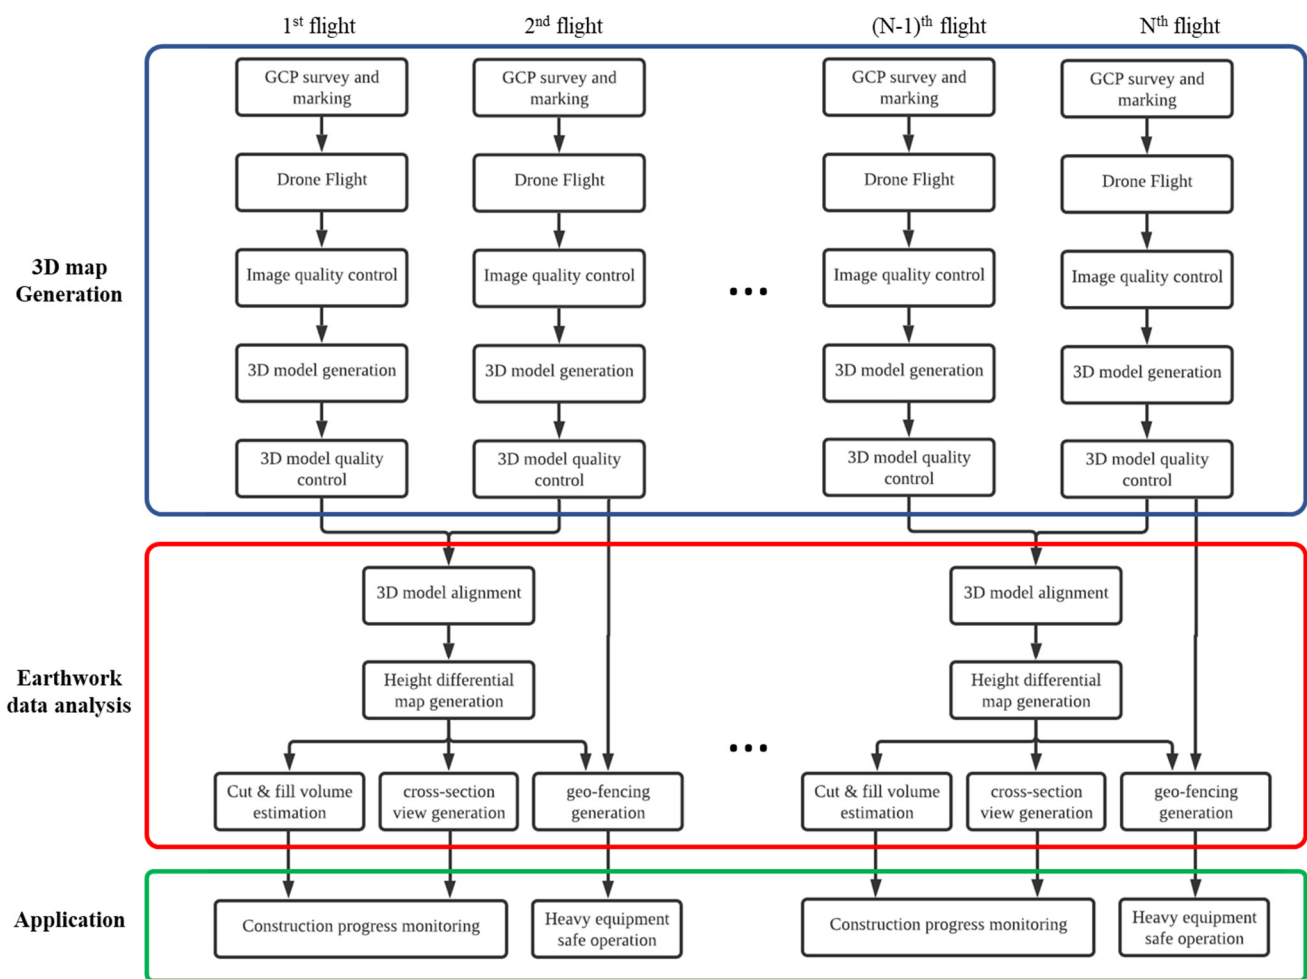 1st flight
2nd flight
(N-1)th flight
Nth flight
3D map
Generation
GCP survey and
marking
Drone Flight
Image quality control
3D model generation
3D model quality
control
GCP survey and
marking
Drone Flight
Image quality control
3D model generation
3D model quality
control
...
GCP survey and
marking
Drone Flight
Image quality control
3D model generation
3D model quality
control
GCP survey and
marking
Drone Flight
Image quality control
3D model generation
3D model quality
control
Earthwork
data analysis
3D model alignment
Height differential
map generation
Cut & fill volume
estimation
cross-section
view generation
geo-fencing
generation
...
3D model alignment
Height differential
map generation
Cut & fill volume
estimation
cross-section
view generation
geo-fencing
generation
Application
Construction progress monitoring
Heavy equipment
safe operation
Construction progress monitoring
Heavy equipment
safe operation